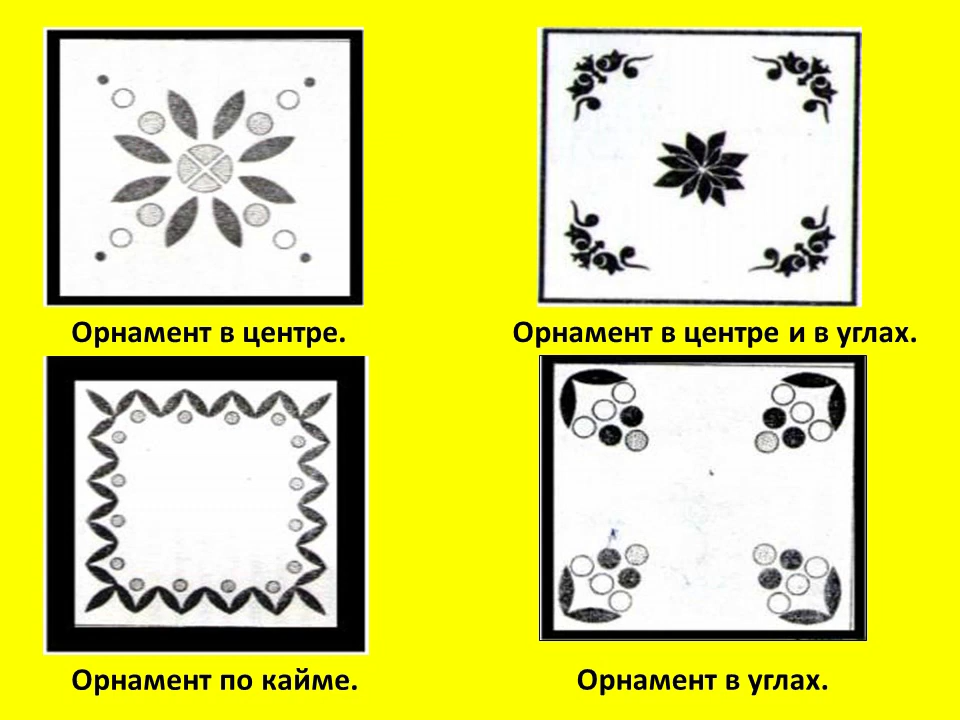 Орнамент в центре.
Орнамент в центре и в углах.
Орнамент по кайме.
Орнамент в углах.